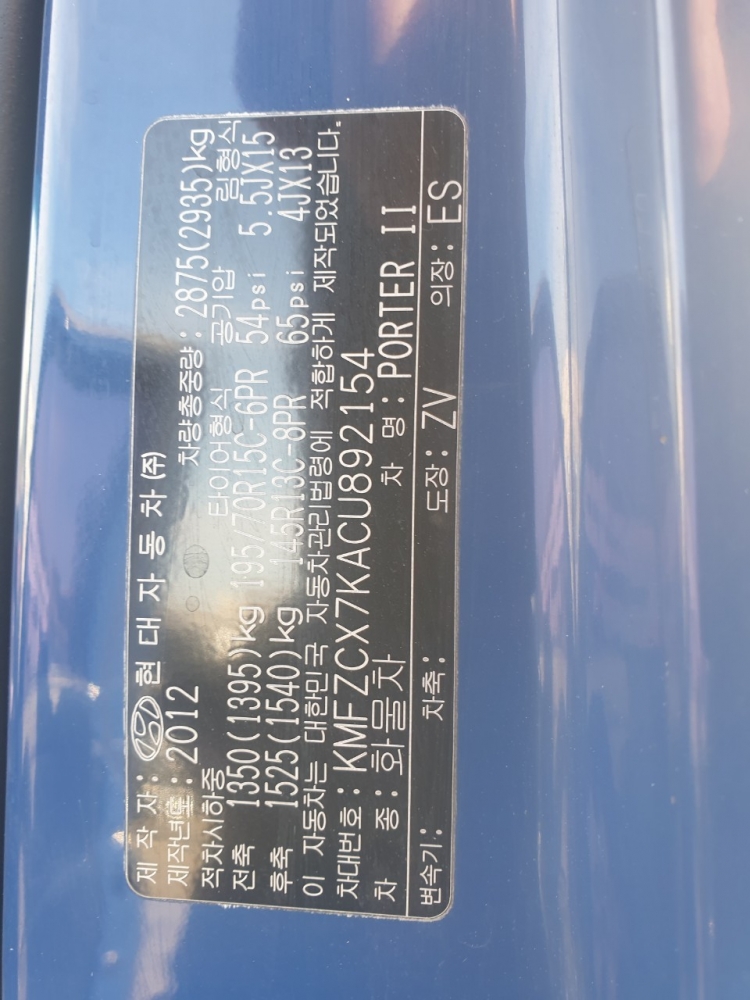 제 작 자 : 현 대 자 동 차 ㈜
제작년(도) : 2012 차량총중량 : 2875(2935)kg
적차시하중 타이어형식 공기압 림형식
전축 1350(1395)kg 195/70R15C-6PR 54psi 5.5JX15
후축 1525(1540)kg 145R13C-8PR 65psi 4JX13
이 자동차는 대한민국 자동차관리법령에 적합하게 제작되었습니다.
차대번호: KMFZCX7KACU892154
차 종: 화물차 차 명: PORTER II
변속기: 차축: 도장: ZV 의장: ES